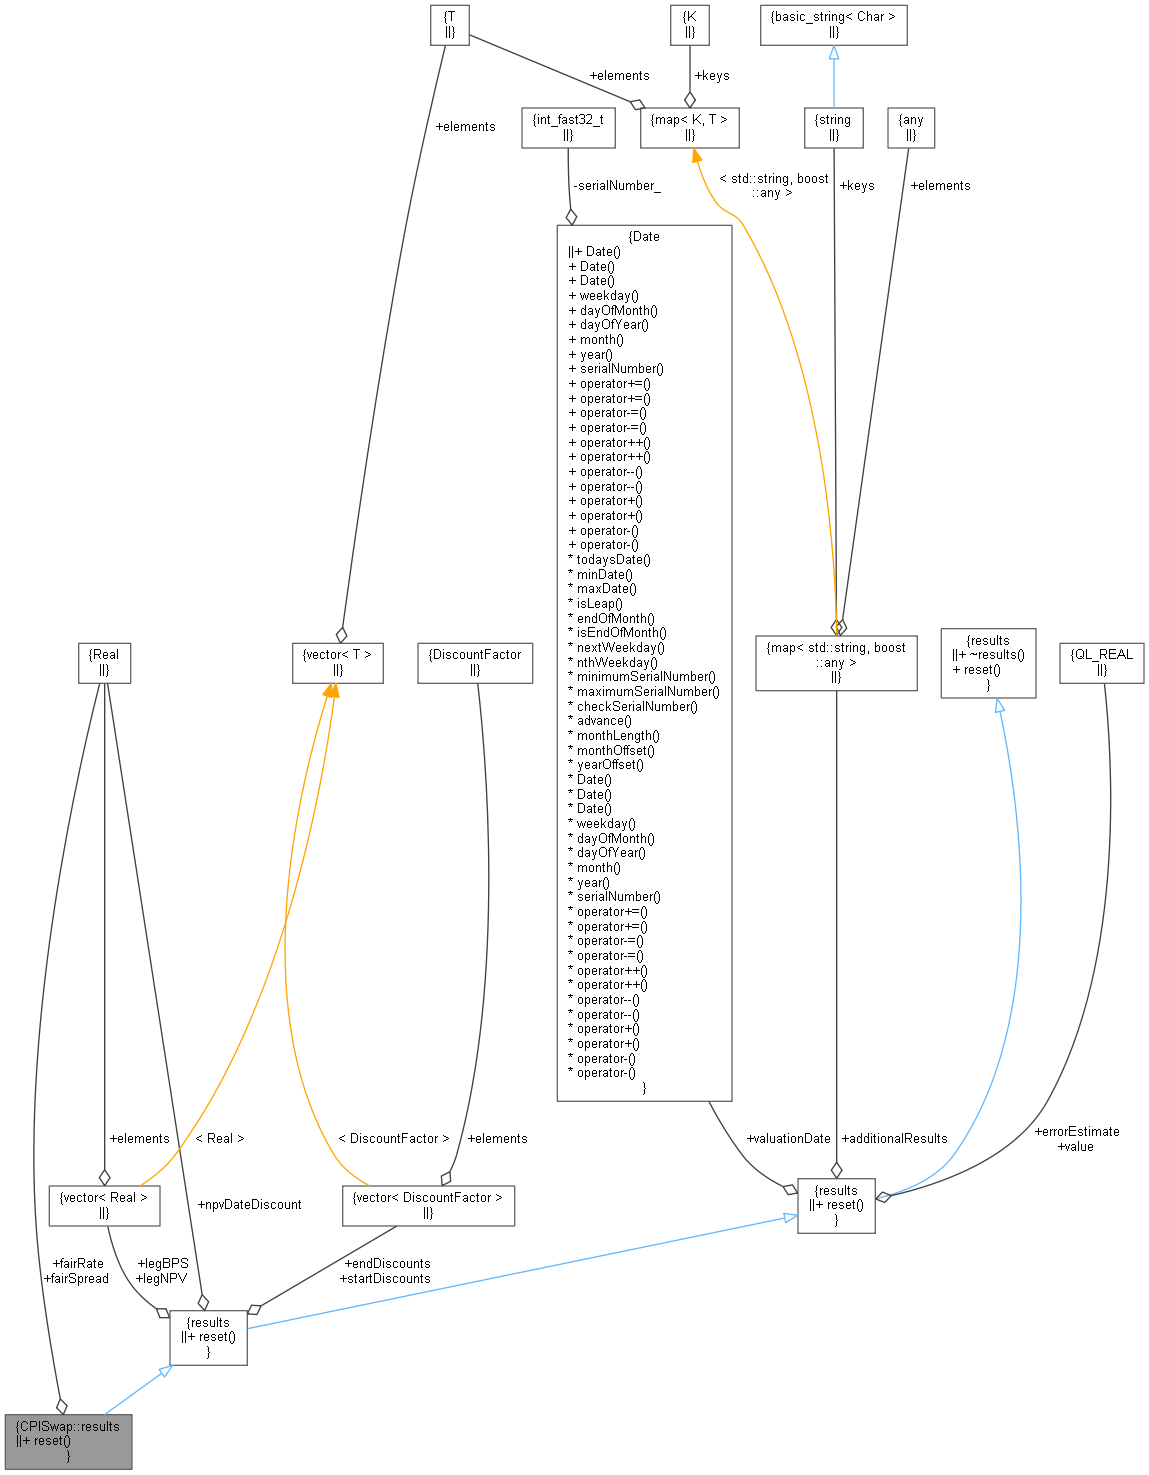 {T
||}
{K
||}
{basic_string< Char >
||}
+elements
+keys
+elements
{int_fast32_t
||}
{map< K, T >
||}
{string
||}
{any
||}
-serialNumber_
< std::string, boost
::any >
+keys
+elements
{Date
||+ Date()
+ Date()
+ Date()
+ weekday()
+ dayOfMonth()
+ dayOfYear()
+ month()
+ year()
+ serialNumber()
+ operator+=()
+ operator+=()
+ operator-=()
+ operator-=()
+ operator++()
+ operator++()
+ operator--()
+ operator--()
+ operator+()
+ operator+()
+ operator-()
+ operator-()
* todaysDate()
* minDate()
* maxDate()
* isLeap()
* endOfMonth()
* isEndOfMonth()
* nextWeekday()
* nthWeekday()
* minimumSerialNumber()
* maximumSerialNumber()
* checkSerialNumber()
* advance()
* monthLength()
* monthOffset()
* yearOffset()
* Date()
* Date()
* Date()
* weekday()
* dayOfMonth()
* dayOfYear()
* month()
* year()
* serialNumber()
* operator+=()
* operator+=()
* operator-=()
* operator-=()
* operator++()
* operator++()
* operator--()
* operator--()
* operator+()
* operator+()
* operator-()
* operator-()
}
{Real
||}
{vector< T >
||}
{DiscountFactor
||}
{map< std::string, boost
::any >
||}
{results
||+ ~results()
+ reset()
}
{QL_REAL
||}
+elements
< Real >
< DiscountFactor >
+elements
+valuationDate
+additionalResults
+errorEstimate
+value
{vector< Real >
||}
+npvDateDiscount
{vector< DiscountFactor >
||}
{results
||+ reset()
}
+fairRate
+fairSpread
+legBPS
+legNPV
+endDiscounts
+startDiscounts
{results
||+ reset()
}
{CPISwap::results
||+ reset()
}